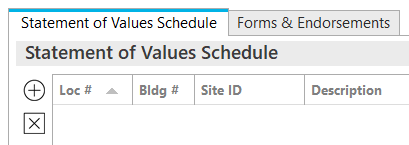 Statement of Values Schedule Forms & Endorsements
Statement of Values Schedule
Loc # Bldg # Site ID Description